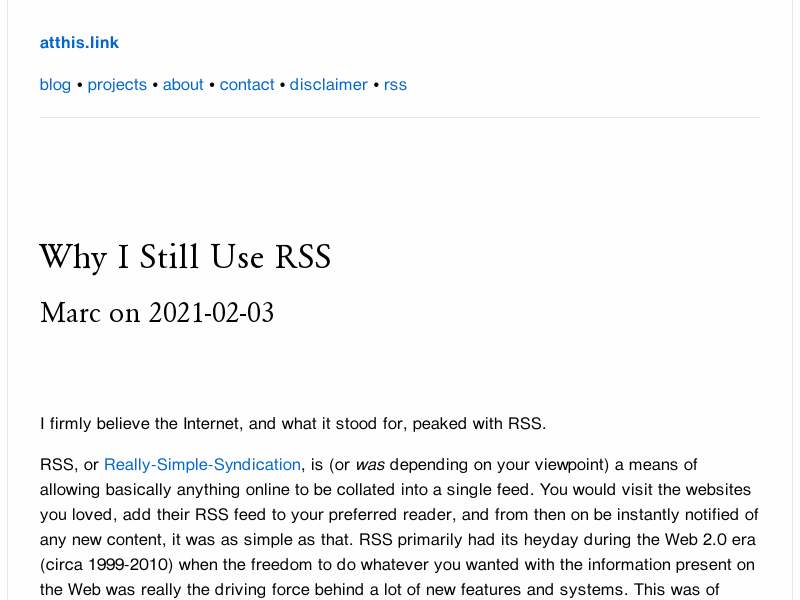 atthis.link
blog • projects • about • contact • disclaimer • rss
Why I Still Use RSS
Marc on 2021-02-03
I firmly believe the Internet, and what it stood for, peaked with RSS.
RSS, or Really-Simple-Syndication, is (or was depending on your viewpoint) a means of
allowing basically anything online to be collated into a single feed. You would visit the websites
you loved, add their RSS feed to your preferred reader, and from then on be instantly notified of
any new content, it was as simple as that. RSS primarily had its heyday during the Web 2.0 era
(circa 1999-2010) when the freedom to do whatever you wanted with the information present on
the Web was really the driving force behind a lot of new features and systems. This was of